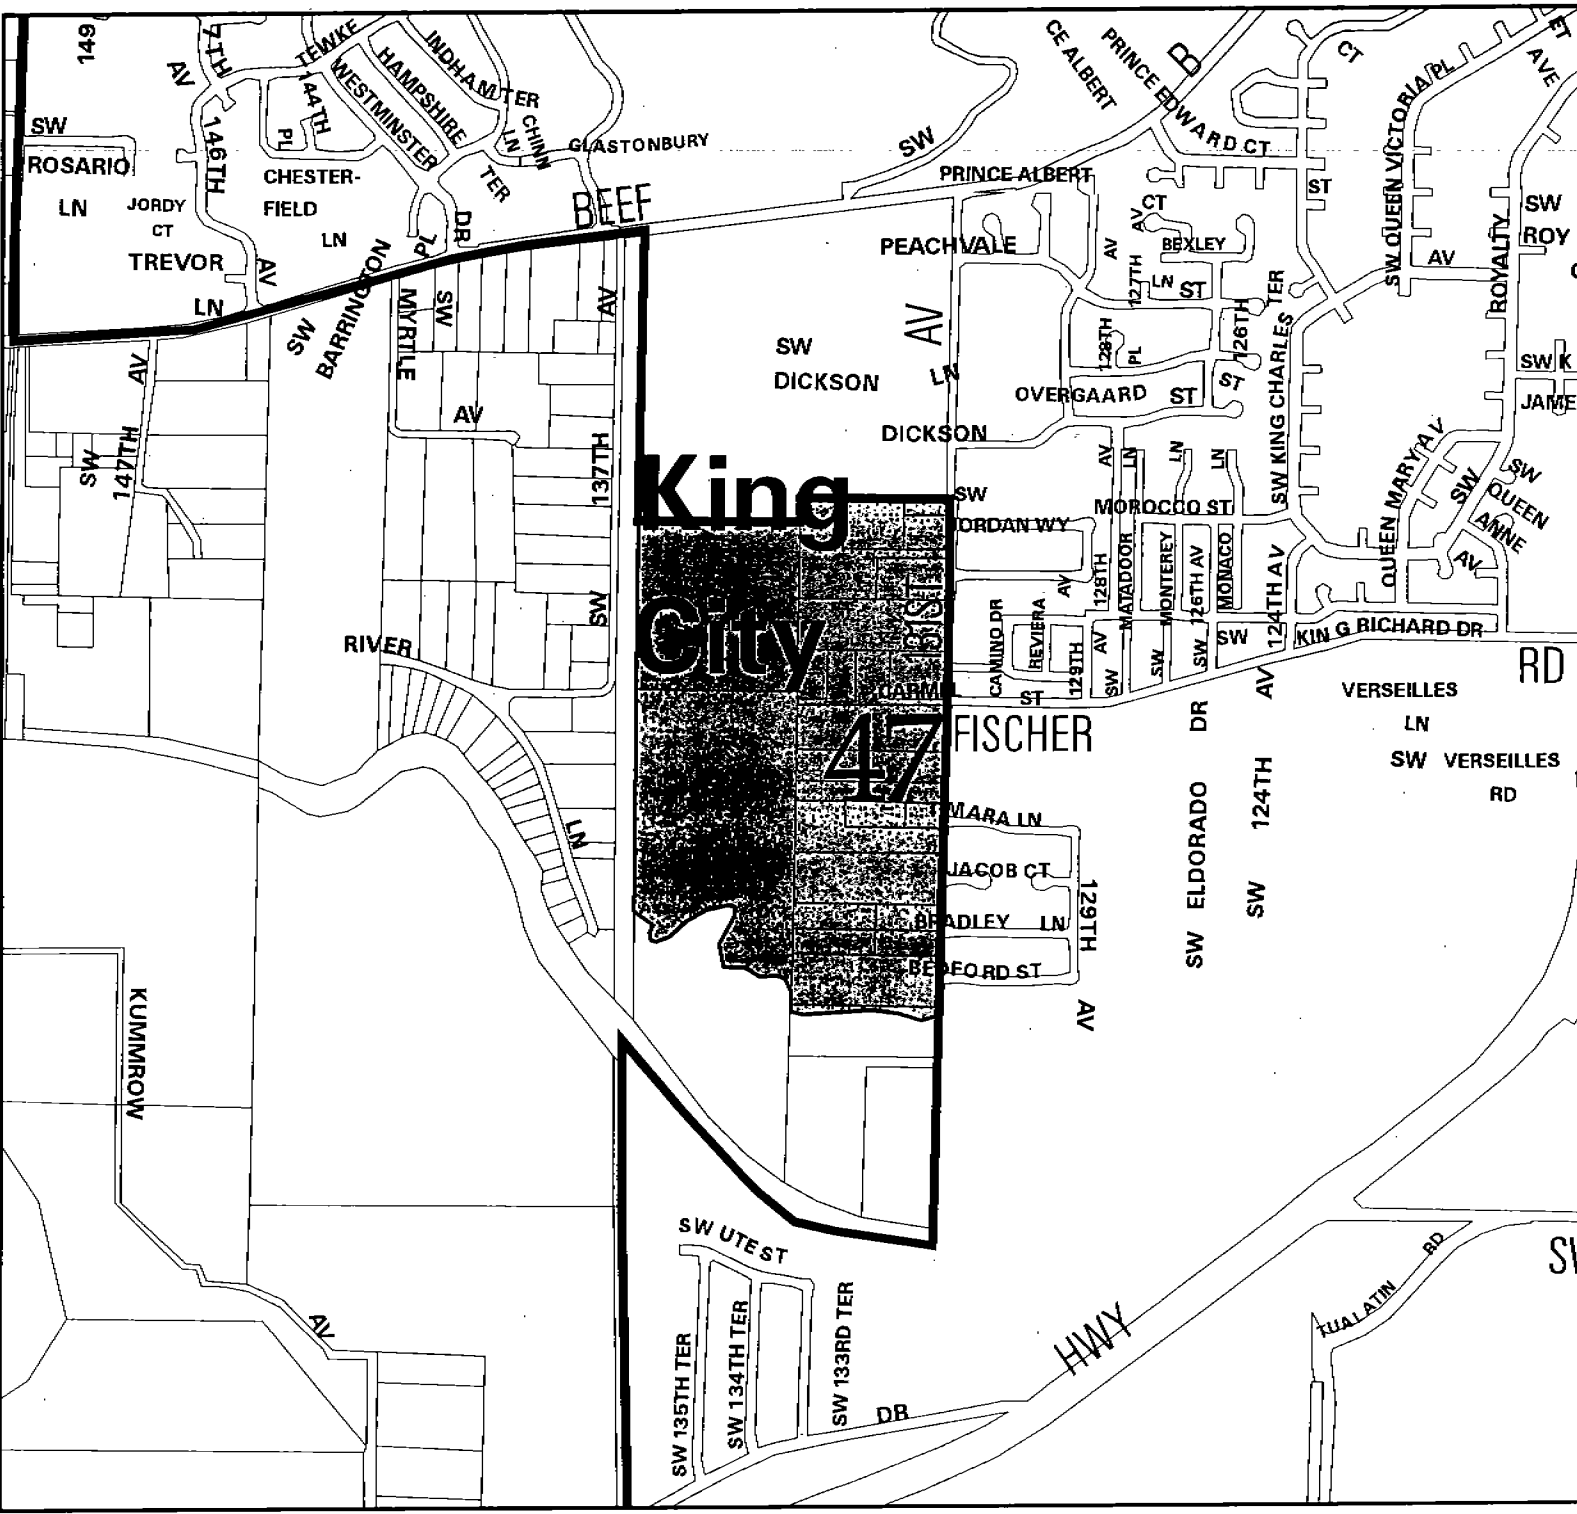 149
7TH
AV
TEWKE
INDHAM TER
HAMPSHIRE
TER
WESTMINSTER
144TH
PL
LN
CHINN
GLASTONBURY
SW
ROSARIO
LN
146TH
AV
CHESTER-
FIELD
LN
JORDY
CT
TREVOR
LN
PL
DR
BEEF
B
SW
BARRINGTON
MYRTLE
AV
SW
137TH
AV
SW
147TH
AV
SW
RIVER
LN
CE ALBERT
PRINCE EDWARD CT
SW
PRINCE ALBERT
CT
ST
SW QUEEN VICTORIA PL
ET
AVE
SW
ROY
ROYALTY
AV
PEACHVALE
AV
CT
BEXLEY
LN
ST
127TH
AV
126TH
128TH
PL
SW KING CHARLES TER
SW
DICKSON
LN
AV
OVERGAARD ST
ST
DICKSON
SW K
JAME
QUEEN MARY AV
SW
SW
QUEEN
ANNE
AV
King
City
47
131ST
SW
JORDAN WY
AV
LN
LN
LN
MOROCCO ST
128TH
AV
MATADOR
MONTEREY
SW 126TH AV
MONACO
124TH AV
CAMINO DR
REVIERA
129TH
AV
SW
SW
SW
KING RICHARD DR
CARMEL
ST
FISCHER
RD
VERSEILLES
LN
SW VERSEILLES
RD
SW ELDORADO DR
SW 124TH AV
MARA LN
JACOB CT
BRADLEY LN
BEDFORD ST
129TH
AV
KUMMROW
AV
SW UTE ST
SW 135TH TER
SW 134TH TER
SW 133RD TER
DR
HWY
TUALATIN
RD